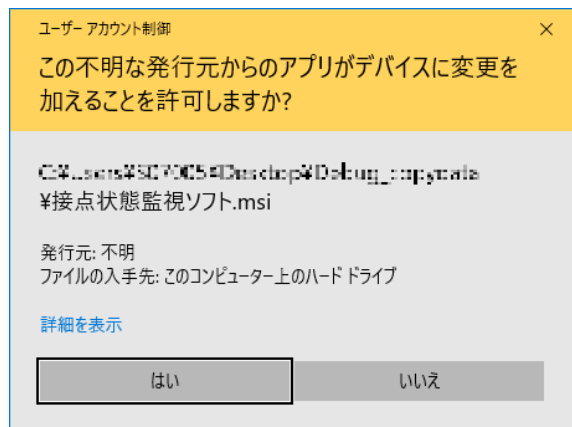 ユーザー アカウント制御
この不明な発行元からのアプリがデバイスに変更を
加えることを許可しますか?
¥接点状態監視ソフト.msi
発行元: 不明
ファイルの入手先: このコンピューター上のハード ドライブ
詳細を表示
はい
いいえ